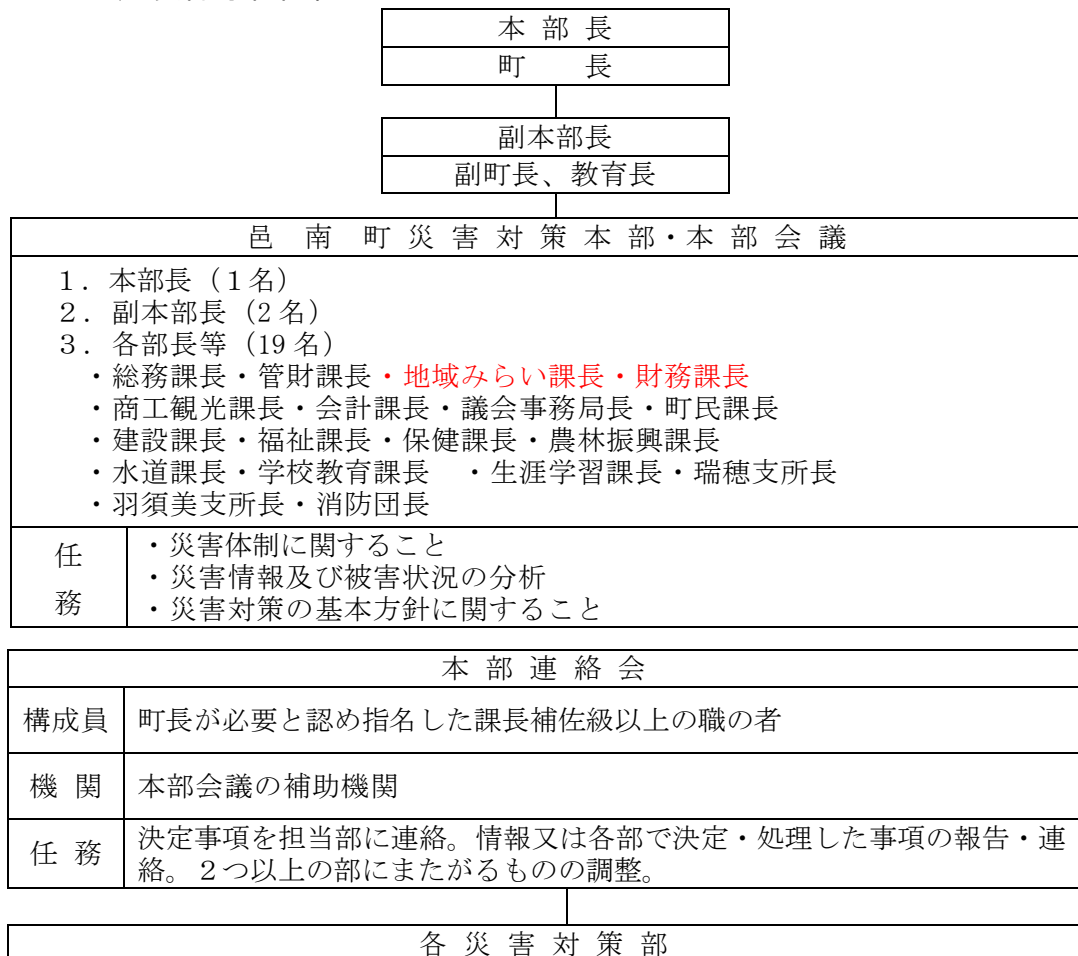 本 部 長
町 長
副本部長
副町長、教育長
邑 南 町 災 害 対 策 本 部・本 部 会 議
１．本部長（１名）
２．副本部長（2名）
３．各部長等（19名）
・総務課長・管財課長・地域みらい課長・財務課長
・商工観光課長・会計課長・議会事務局長・町民課長
・建設課長・福祉課長・保健課長・農林振興課長
・水道課長・学校教育課長 ・生涯学習課長・瑞穂支所長
・羽須美支所長・消防団長
任務
・災害体制に関すること
・災害情報及び被害状況の分析
・災害対策の基本方針に関すること
本 部 連 絡 会
構成員 町長が必要と認め指名した課長補佐級以上の職の者
機 関 本部会議の補助機関
任 務 決定事項を担当部に連絡。情報又は各部で決定・処理した事項の報告・連
絡。２つ以上の部にまたがるものの調整。
各 災 害 対 策 部